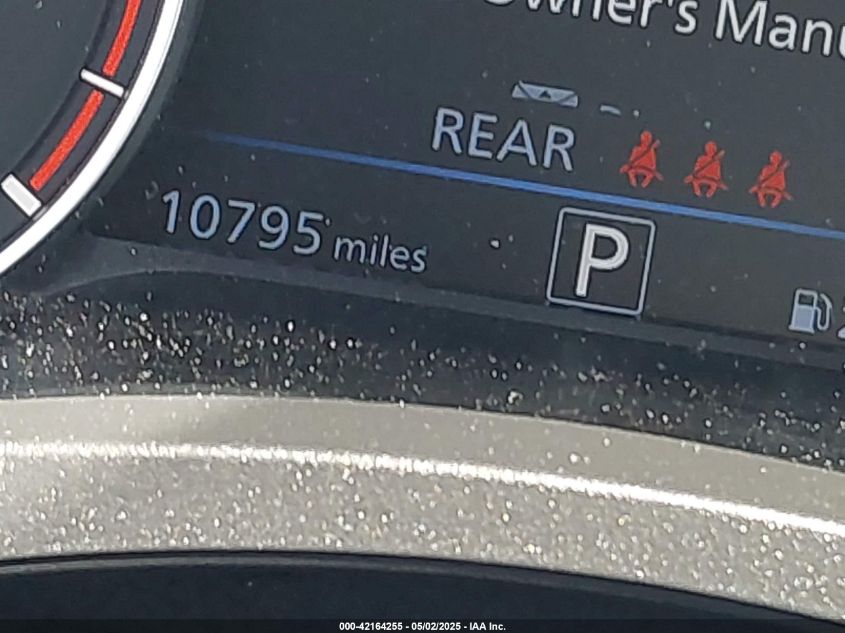 Owner's Manu
REAR
10795 miles
P
000-42164255 - 05/02/2025 - IAA Inc.